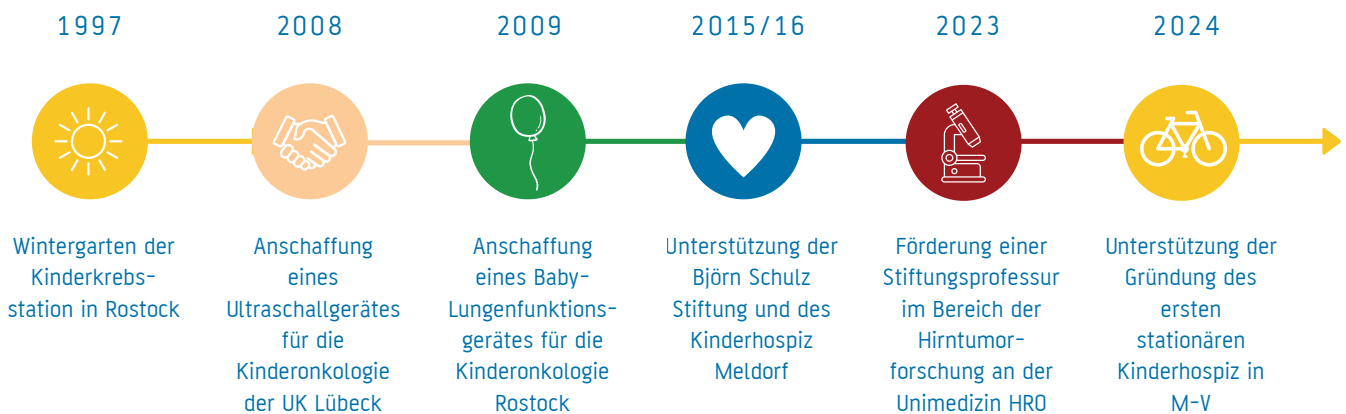 1997
Wintergarten der
Kinderkrebs-
station in Rostock
2008
Anschaffung
eines
Ultraschallgerätes
für die
Kinderonkologie
der UK Lübeck
2009
Anschaffung
eines Baby-
Lungenfunktions-
gerätes für die
Kinderonkologie
Rostock
2015/16
Unterstützung der
Björn Schulz
Stiftung und des
Kinderhospiz
Meldorf
2023
Förderung einer
Stiftungsprofessur
im Bereich der
Hirntumor-
forschung an der
Unimedizin HRO
2024
Unterstützung der
Gründung des
ersten
stationären
Kinderhospiz in
M-V